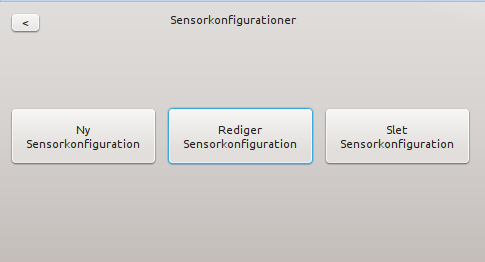 <
Sensorkonfigurationer
Ny
Sensorkonfiguration
Rediger
Sensorkonfiguration
Slet
Sensorkonfiguration